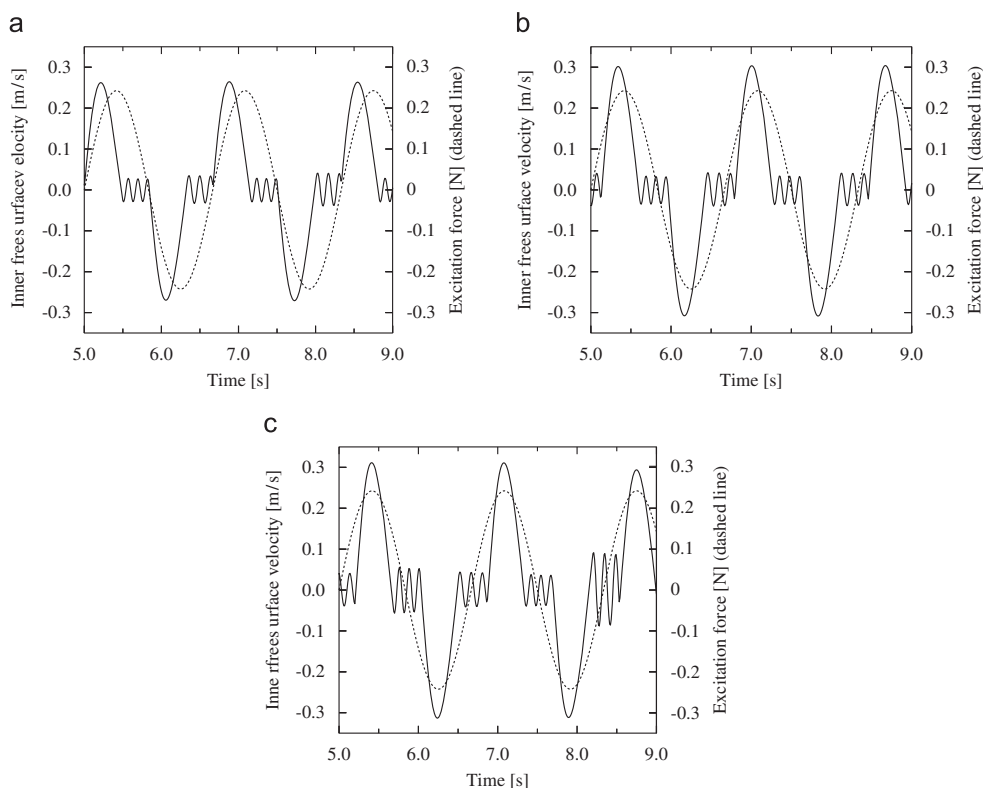 a
0.3
0.2
0.1
0.0
-0.1
-0.2
-0.3
Inner frees urfacev elocity [m/s]
0.3
0.2
0.1
0
-0.1
-0.2
-0.3
Excitation force [N] (dashed line)
5.0 6.0 7.0 8.0 9.0
Time [s]
b
0.3
0.2
0.1
0.0
-0.1
-0.2
-0.3
Inner frees urface velocity [m/s]
0.3
0.2
0.1
0
-0.1
-0.2
-0.3
Excitation force [N] (dashed line)
5.0 6.0 7.0 8.0 9.0
Time [s]
c
0.3
0.2
0.1
0.0
-0.1
-0.2
-0.3
Inne rfrees urface velocity [m/s]
0.3
0.2
0.1
0
-0.1
-0.2
-0.3
Excitation force [N] (dashed line)
5.0 6.0 7.0 8.0 9.0
Time [s]